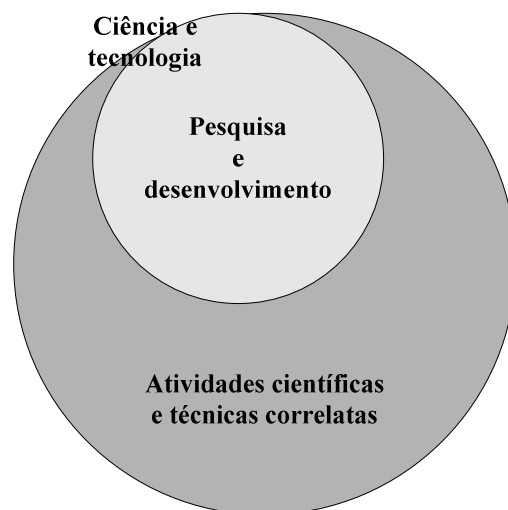 Ciência e
tecnologia
Pesquisa
e
desenvolvimento
Atividades científicas
e técnicas correlatas